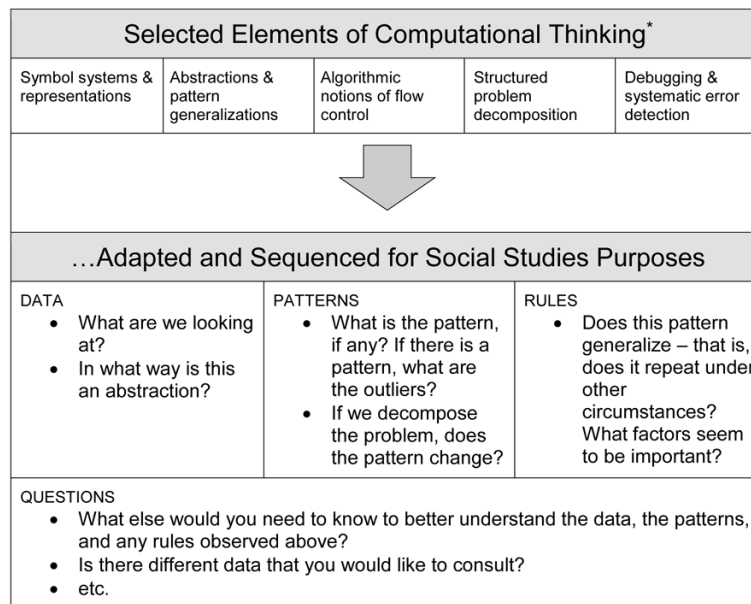 Selected Elements of Computational Thinking*
Symbol systems &
representations
Abstractions &
pattern
generalizations
Algorithmic
notions of flow
control
Structured
problem
decomposition
Debugging &
systematic error
detection
…Adapted and Sequenced for Social Studies Purposes
DATA
• What are we looking
at?
• In what way is this
an abstraction?
PATTERNS
• What is the pattern,
if any? If there is a
pattern, what are
the outliers?
• If we decompose
the problem, does
the pattern change?
RULES
• Does this pattern
generalize – that is,
does it repeat under
other
circumstances?
What factors seem
to be important?
QUESTIONS
• What else would you need to know to better understand the data, the patterns,
and any rules observed above?
• Is there different data that you would like to consult?
• etc.